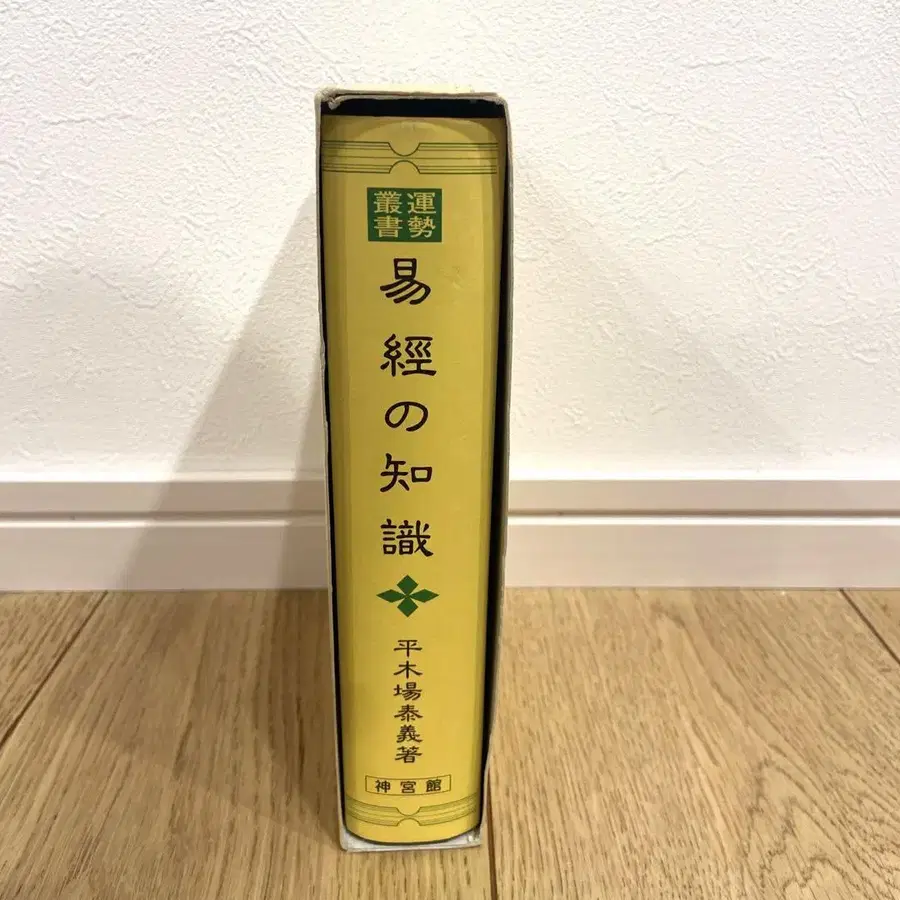 運勢
叢書
易經の知識
平木場泰義著
神宮館